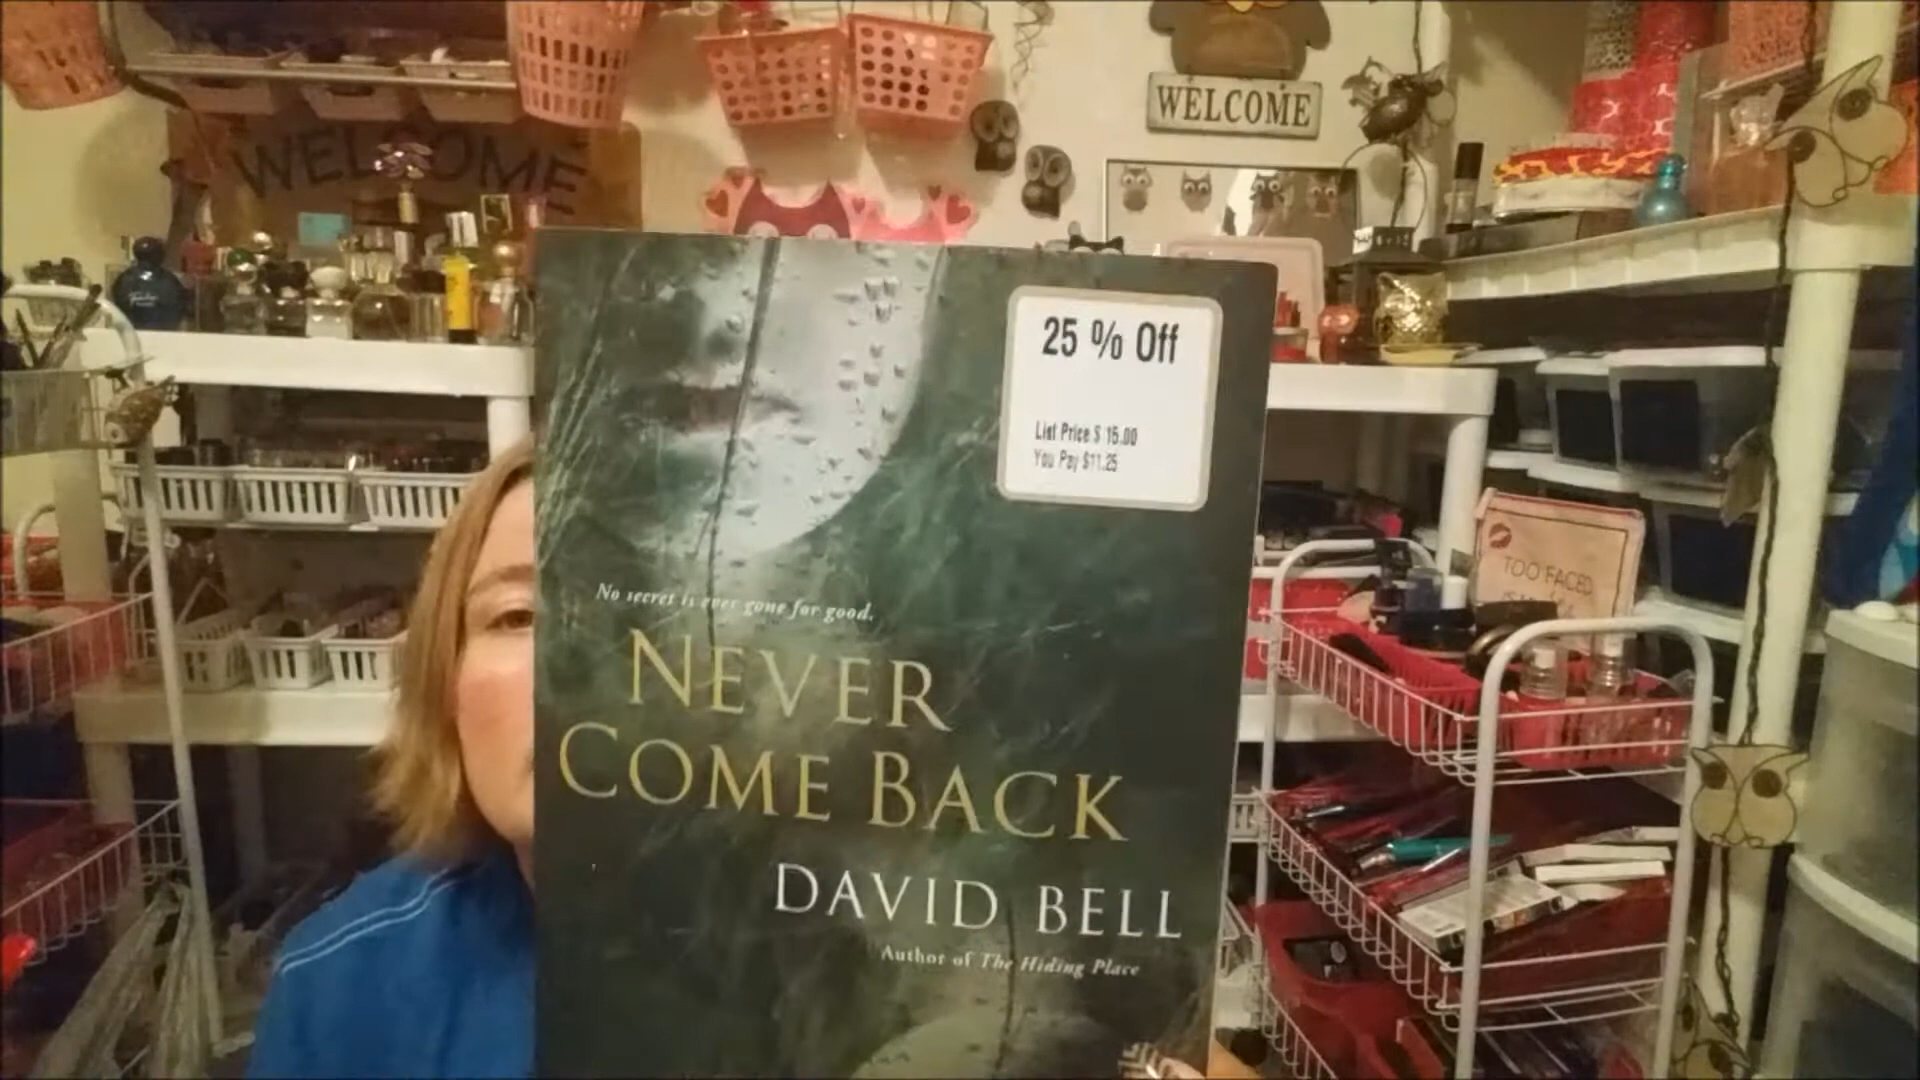 WELCOME
WELCOME
25 % Off
List Price $ 15.00
You Pay $11.25
No secret is ever gone for good.
NEVER
COME BACK
DAVID BELL
Author of The Hiding Place
TOO FACED